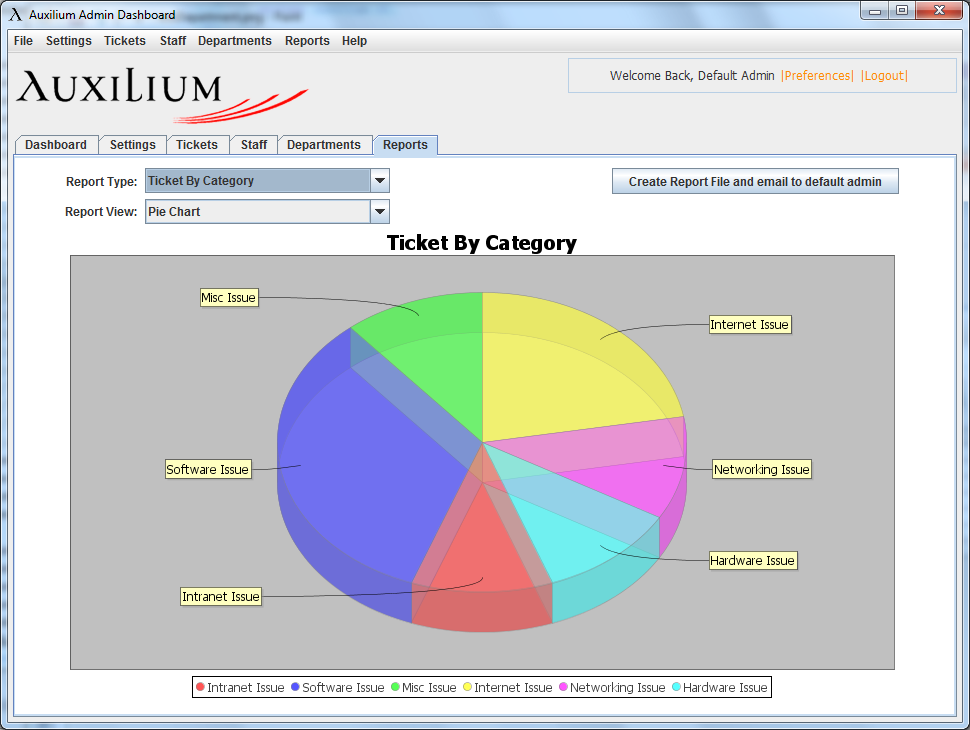 Auxilium Admin Dashboard
File Settings Tickets Staff Departments Reports Help
AUXILIUM
Welcome Back, Default Admin |Preferences| |Logout|
Dashboard Settings Tickets Staff Departments Reports
Report Type: Ticket By Category
Create Report File and email to default admin
Report View: Pie Chart
Ticket By Category
Misc Issue
Internet Issue
Software Issue
Networking Issue
Hardware Issue
Intranet Issue
Intranet Issue Software Issue Misc Issue Internet Issue Networking Issue Hardware Issue